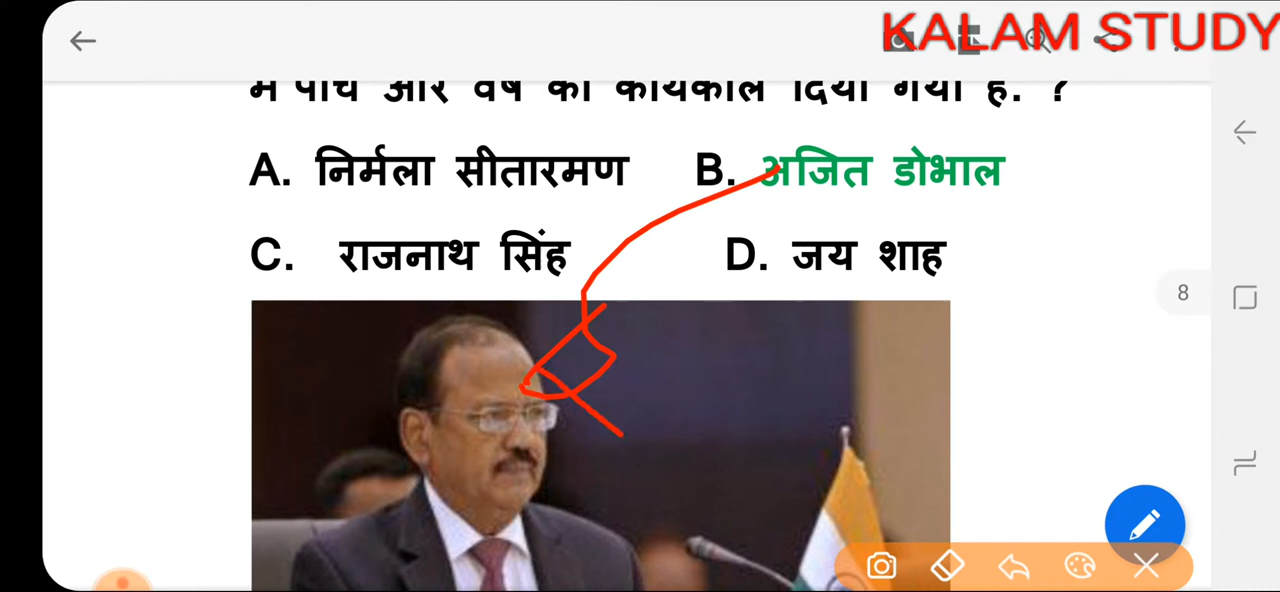 KALAM STUDY
में पांच और वर्ष का कार्यकाल दिया गया है. ?
A. निर्मला सीतारमण B. अजित डोभाल
C. राजनाथ सिंह D. जय शाह
8